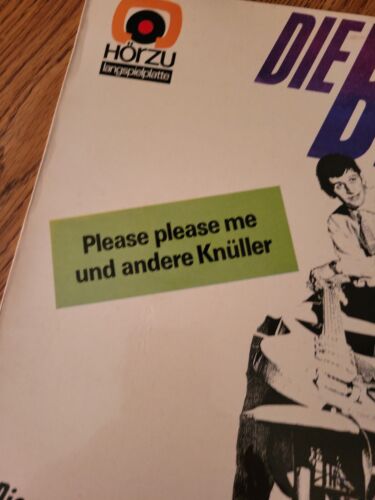 HÖRZU
langspielplatte
DIE
Please please me
und andere Knüller